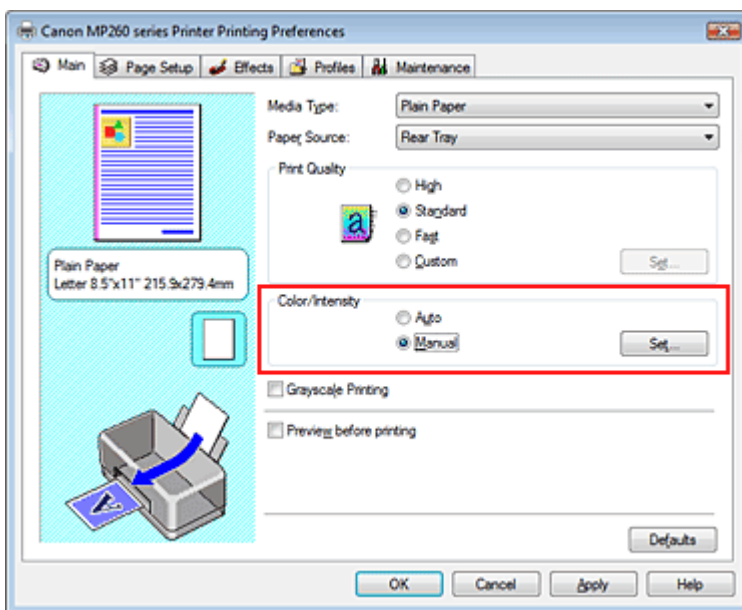 Canon MP260 series Printer Printing Preferences
Main Page Setup Effects Profiles Maintenance
Media Type: Plain Paper
Paper Source: Rear Tray
Print Quality
High
a Standard
Fast
Custom Set...
Plain Paper
Letter 8.5"x11" 215.9x279.4mm
Color/Intensity
Auto
Manual Set...
Grayscale Printing
Preview before printing
A
Defaults
OK Cancel Apply Help